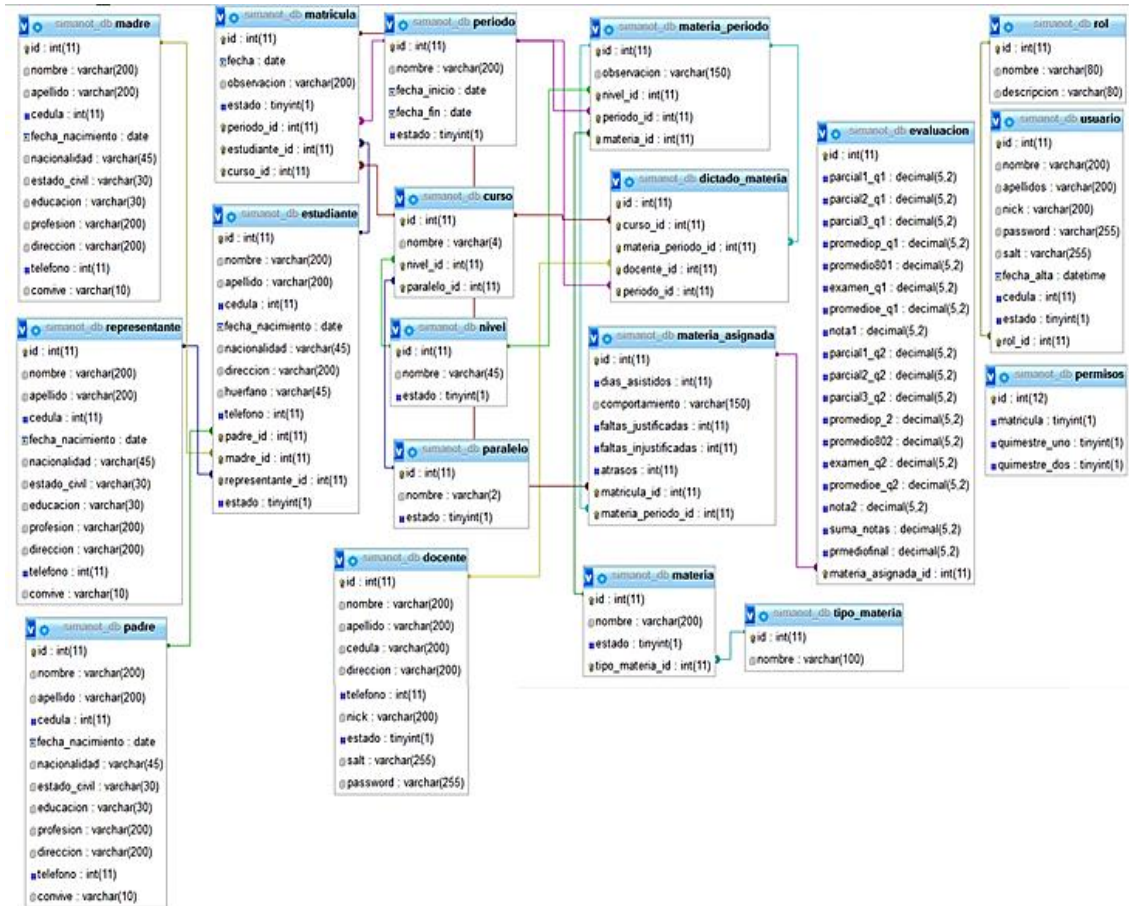 simanot_db madre
id : int(11)
nombre : varchar(200)
apellido : varchar(200)
cedula : int(11)
fecha_nacimiento : date
nacionalidad : varchar(45)
estado_civil : varchar(30)
educacion : varchar(30)
profesion : varchar(200)
direccion : varchar(200)
telefono : int(11)
convive : varchar(10)
simanot_db representante
id : int(11)
nombre : varchar(200)
apellido : varchar(200)
cedula : int(11)
fecha_nacimiento : date
nacionalidad : varchar(45)
estado_civil : varchar(30)
educacion : varchar(30)
profesion : varchar(200)
direccion : varchar(200)
telefono : int(11)
convive : varchar(10)
simanot_db padre
id : int(11)
nombre : varchar(200)
apellido : varchar(200)
cedula : int(11)
fecha_nacimiento : date
nacionalidad : varchar(45)
estado_civil : varchar(30)
educacion : varchar(30)
profesion : varchar(200)
direccion : varchar(200)
telefono : int(11)
convive : varchar(10)
simanot_db matricula
id : int(11)
fecha : date
observacion : varchar(200)
estado : tinyint(1)
periodo_id : int(11)
estudiante_id : int(11)
curso_id : int(11)
simanot_db estudiante
id : int(11)
nombre : varchar(200)
apellido : varchar(200)
cedula : int(11)
fecha_nacimiento : date
nacionalidad : varchar(45)
direccion : varchar(200)
huerfano : varchar(45)
telefono : int(11)
padre_id : int(11)
madre_id : int(11)
representante_id : int(11)
estado : tinyint(1)
simanot_db periodo
id : int(11)
nombre : varchar(200)
fecha_inicio : date
fecha_fin : date
estado : tinyint(1)
simanot_db curso
id : int(11)
nombre : varchar(4)
nivel_id : int(11)
paralelo_id : int(11)
simanot_db nivel
id : int(11)
nombre : varchar(45)
estado : tinyint(1)
simanot_db paralelo
id : int(11)
nombre : varchar(2)
estado : tinyint(1)
simanot_db docente
id : int(11)
nombre : varchar(200)
apellido : varchar(200)
cedula : varchar(200)
direccion : varchar(200)
telefono : int(11)
nick : varchar(200)
estado : tinyint(1)
salt : varchar(255)
password : varchar(255)
simanot_db materia_periodo
id : int(11)
observacion : varchar(150)
nivel_id : int(11)
periodo_id : int(11)
materia_id : int(11)
simanot_db dictado_materia
id : int(11)
curso_id : int(11)
materia_periodo_id : int(11)
docente_id : int(11)
periodo_id : int(11)
simanot_db materia_asignada
id : int(11)
dias_asistidos : int(11)
comportamiento : varchar(150)
faltas_justificadas : int(11)
faltas_injustificadas : int(11)
atrasos : int(11)
matricula_id : int(11)
materia_periodo_id : int(11)
simanot_db materia
id : int(11)
nombre : varchar(200)
estado : tinyint(1)
tipo_materia_id : int(11)
simanot_db tipo_materia
id : int(11)
nombre : varchar(100)
simanot_db evaluacion
id : int(11)
parcial1_q1 : decimal(5,2)
parcial2_q1 : decimal(5,2)
parcial3_q1 : decimal(5,2)
promediop_q1 : decimal(5,2)
promedio801 : decimal(5,2)
examen_q1 : decimal(5,2)
promedioe_q1 : decimal(5,2)
nota1 : decimal(5,2)
parcial1_q2 : decimal(5,2)
parcial2_q2 : decimal(5,2)
parcial3_q2 : decimal(5,2)
promediop_2 : decimal(5,2)
promedio802 : decimal(5,2)
examen_q2 : decimal(5,2)
promedioe_q2 : decimal(5,2)
nota2 : decimal(5,2)
suma_notas : decimal(5,2)
prmediofinal : decimal(5,2)
materia_asignada_id : int(11)
simanot_db rol
id : int(11)
nombre : varchar(80)
descripcion : varchar(80)
simanot_db usuario
id : int(11)
nombre : varchar(200)
apellidos : varchar(200)
nick : varchar(200)
password : varchar(255)
salt : varchar(255)
fecha_alta : datetime
cedula : int(11)
estado : tinyint(1)
rol_id : int(11)
simanot_db permisos
id : int(12)
matricula : tinyint(1)
quimestre_uno : tinyint(1)
quimestre_dos : tinyint(1)